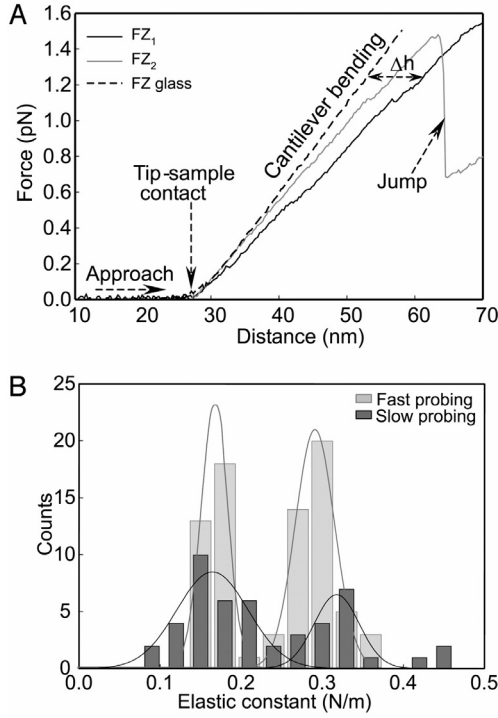 A
1.6
1.4
1.2
1.0
0.8
0.6
0.4
0.2
0.0
Force (pN)
FZ1
FZ2
FZ glass
Cantilever bending
Δh
Tip-sample
contact
Jump
Approach
10 20 30 40 50 60 70
Distance (nm)
B
25
20
15
10
5
0
Counts
Fast probing
Slow probing
0.0 0.1 0.2 0.3 0.4 0.5
Elastic constant (N/m)